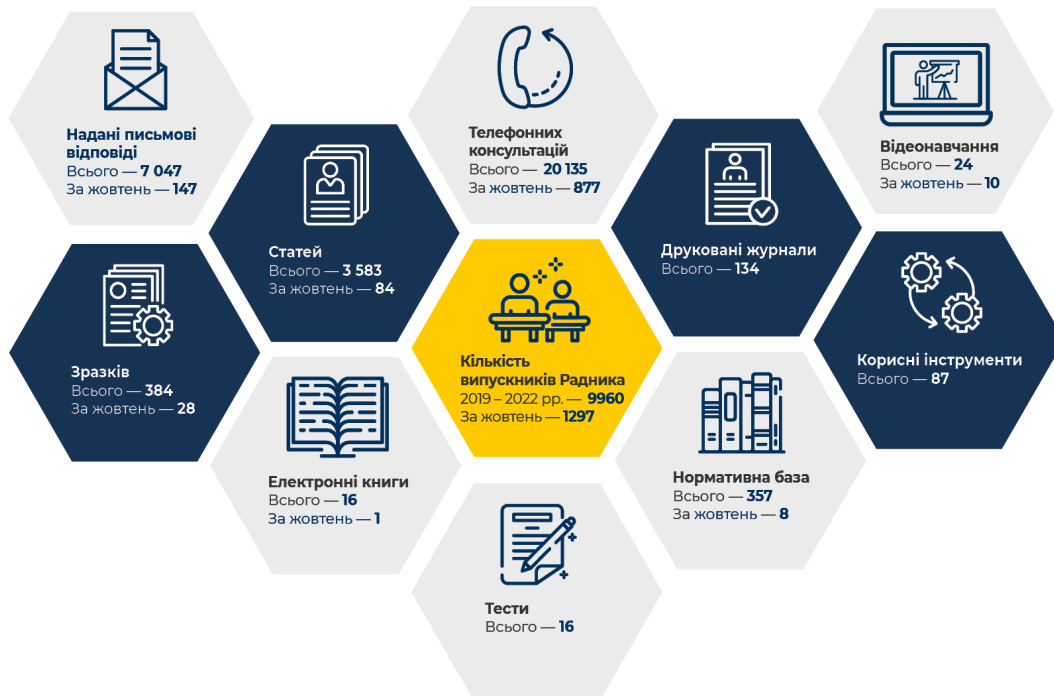 Надані письмові
відповіді
Всього — 7 047
За жовтень — 147
Телефонних
консультацій
Всього — 20 135
За жовтень — 877
Відеонавчання
Всього — 24
За жовтень — 10
Статей
Всього — 3 583
За жовтень — 84
Друковані журнали
Всього — 134
Зразків
Всього — 384
За жовтень — 28
Кількість
випускників Радника
2019 – 2022 рр. — 9960
За жовтень — 1297
Корисні інструменти
Всього — 87
Електронні книги
Всього — 16
За жовтень — 1
Нормативна база
Всього — 357
За жовтень — 8
Тести
Всього — 16